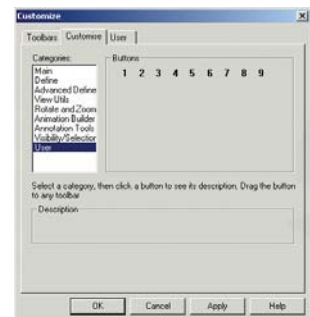 Customize
Toolbars Customise User
Categories:
Main
Define
Advanced Define
View Utils
Rotate and Zoom
Animation Builder
Annotation Tools
Visibility/Selection
User
Buttons
1 2 3 4 5 6 7 8 9
Select a category, then click a button to see its description. Drag the button
to any toolbar
Description
OK Cancel Apply Help